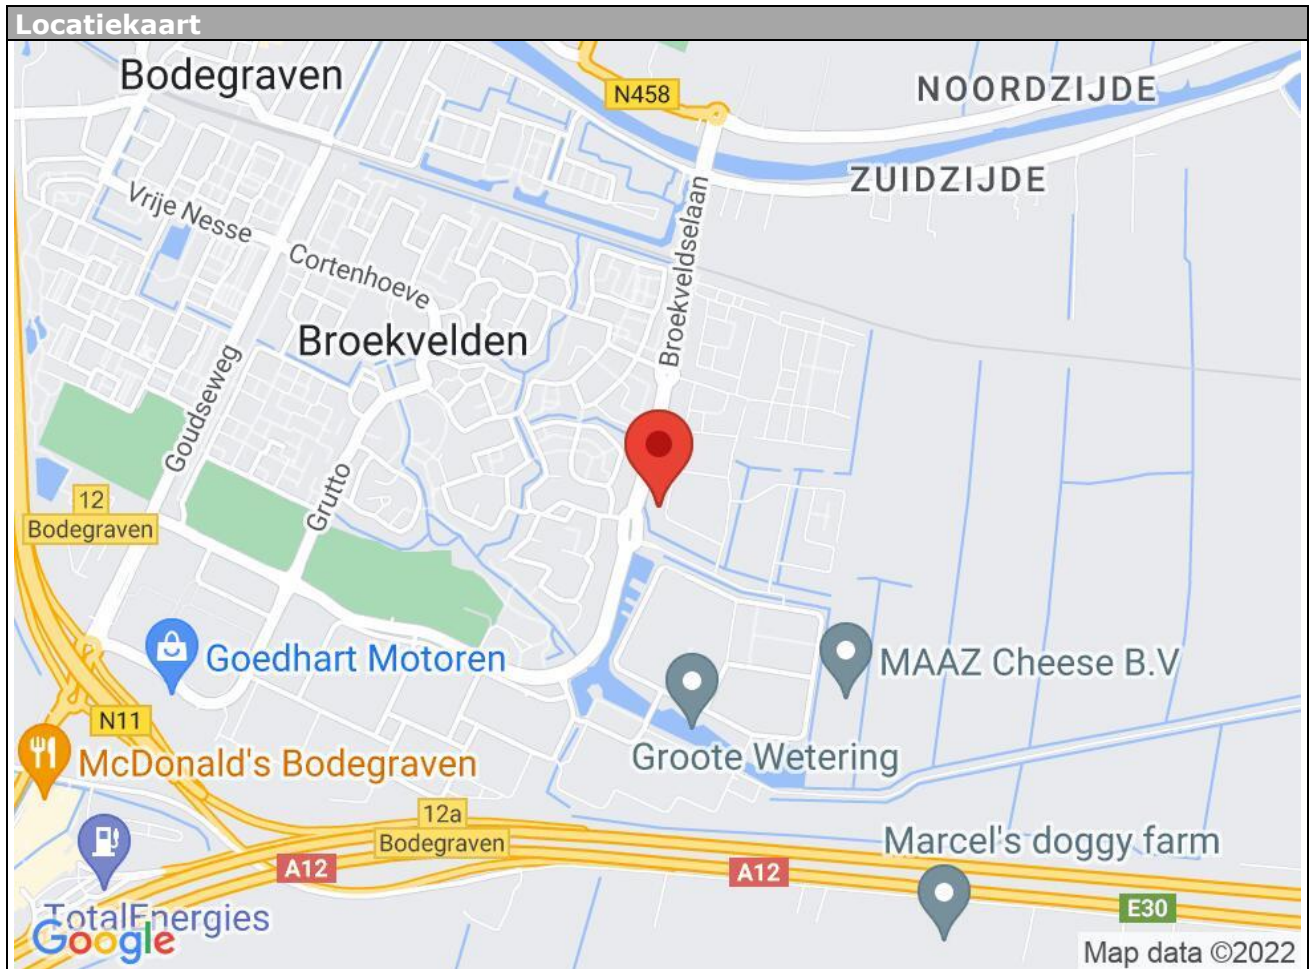 Locatiekaart
Bodegraven
N458
NOORDZIJDE
ZUIDZIJDE
Vrije Nesse
Cortenhoeve
Broekveldselaan
Broekvelden
Goudseweg
Grutto
12
Bodegraven
Goedhart Motoren
MAAZ Cheese B.V
N11
McDonald's Bodegraven
Groote Wetering
12a
Bodegraven
Marcel's doggy farm
A12
A12
E30
TotalEnergies
Google
Map data ©2022